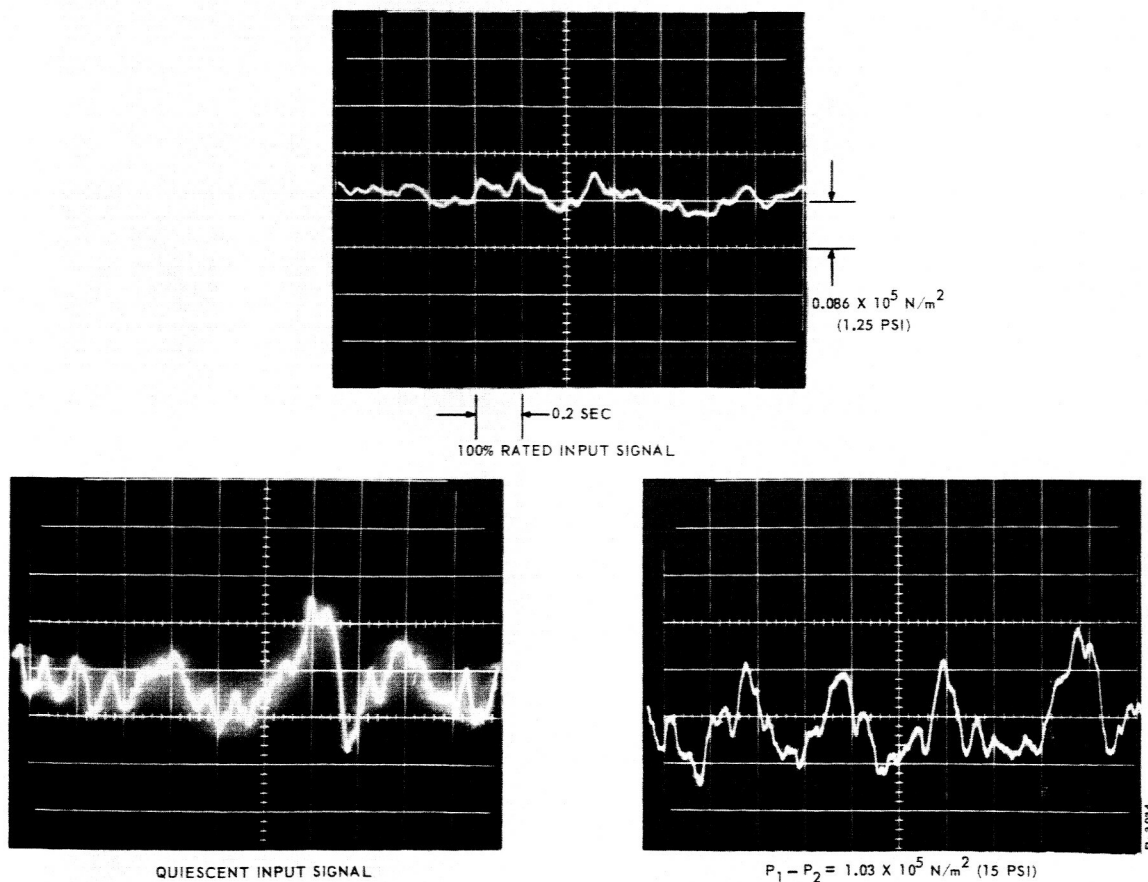 0.086 X 10⁵ N/m²
(1.25 PSI)
0.2 SEC
100% RATED INPUT SIGNAL
QUIESCENT INPUT SIGNAL
P₁ – P₂ = 1.03 X 10⁵ N/m² (15 PSI)